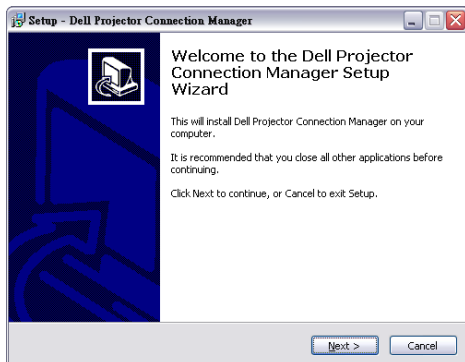 Setup - Dell Projector Connection Manager
Welcome to the Dell Projector
Connection Manager Setup
Wizard
This will install Dell Projector Connection Manager on your
computer.
It is recommended that you close all other applications before
continuing.
Click Next to continue, or Cancel to exit Setup.
Next >
Cancel